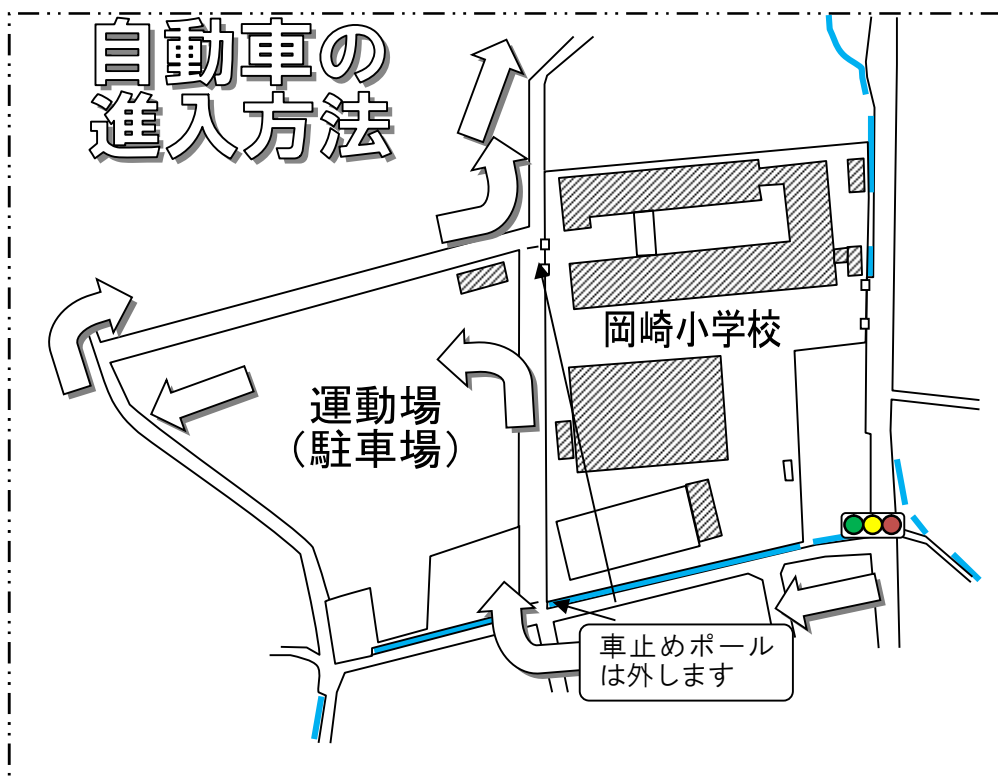 自動車の
進入方法
岡崎小学校
運動場
（駐車場）
車止めポール
は外します